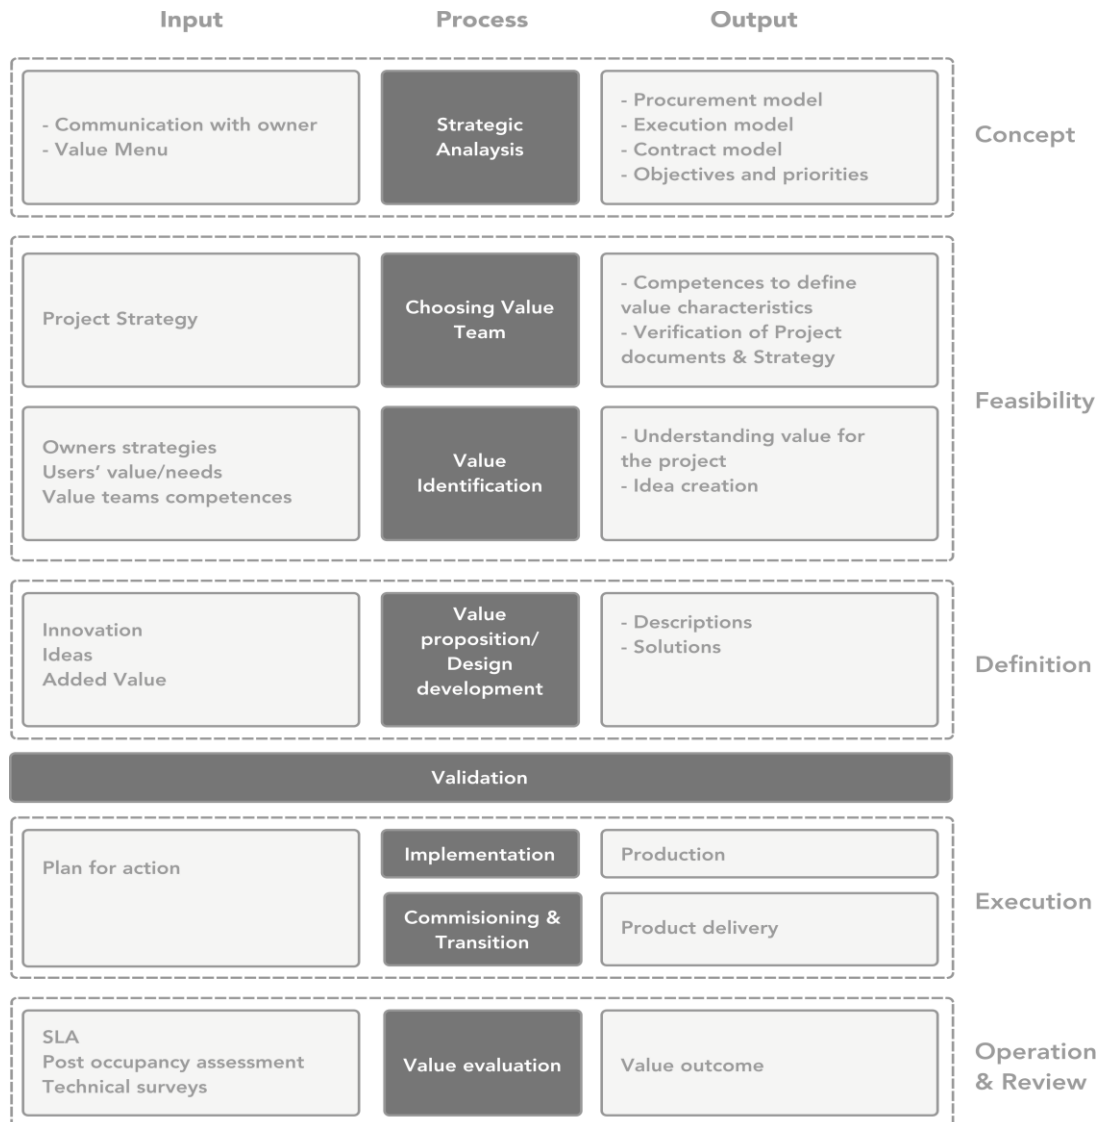 Input
Process
Output
- Communication with owner
- Value Menu
Strategic
Analaysis
- Procurement model
- Execution model
- Contract model
- Objectives and priorities
Concept
Project Strategy
Choosing Value
Team
- Competences to define
value characteristics
- Verification of Project
documents & Strategy
Feasibility
Owners strategies
Users’ value/needs
Value teams competences
Value
Identification
- Understanding value for
the project
- Idea creation
Innovation
Ideas
Added Value
Value
proposition/
Design
development
- Descriptions
- Solutions
Definition
Validation
Plan for action
Implementation
Production
Commisioning &
Transition
Product delivery
Execution
SLA
Post occupancy assessment
Technical surveys
Value evaluation
Value outcome
Operation
& Review